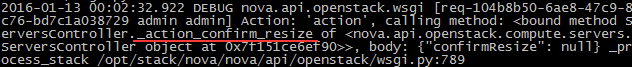 2016-01-13 00:02:32.922 DEBUG nova.api.openstack.wsgi [req-104b8b50-6ae8-47c9-8
c76-bd7c1a038729 admin admin] Action: 'action', calling method: <bound method S
erversController._action_confirm_resize of <nova.api.openstack.compute.servers.
ServersController object at 0x7f151ce6ef90>>, body: {"confirmResize": null} _pr
ocess_stack /opt/stack/nova/nova/api/openstack/wsgi.py:789